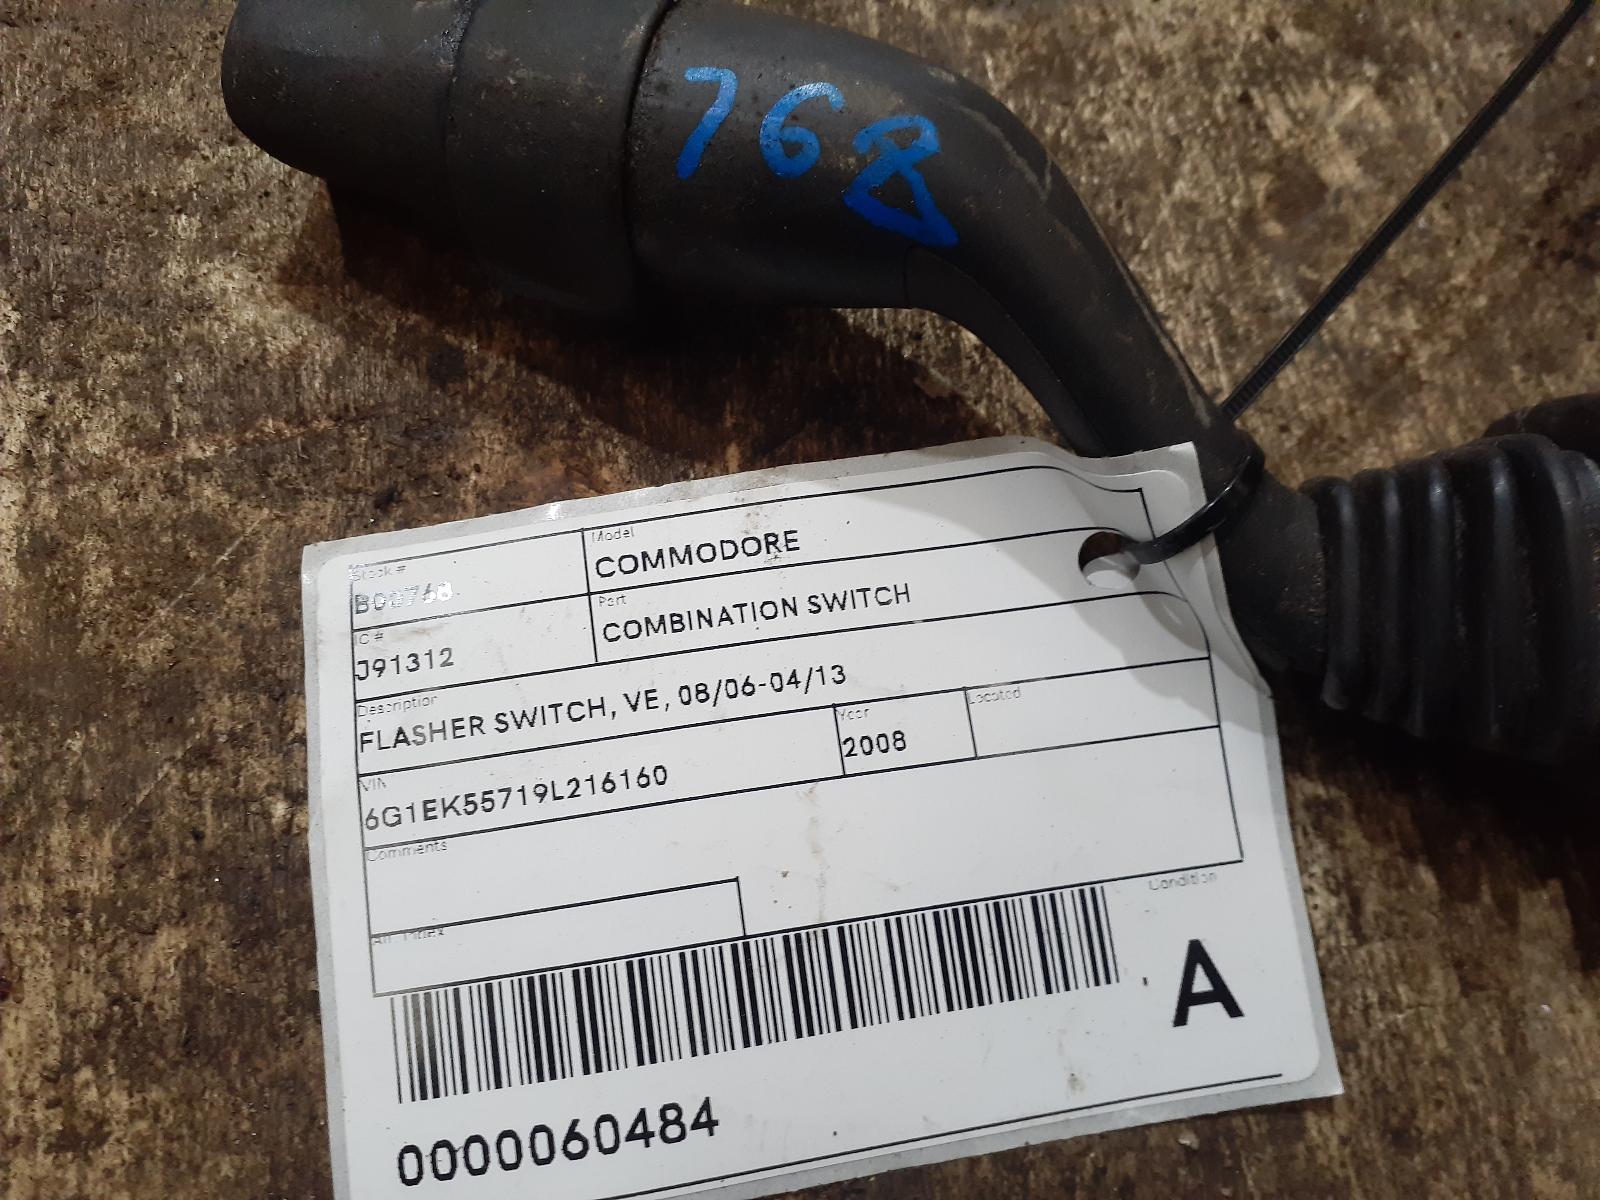 768
Stock #
B00768
Model
COMMODORE
IC #
J91312
Part
COMBINATION SWITCH
Description
FLASHER SWITCH, VE, 08/06-04/13
VIN
6G1EK55719L216160
Year
2008
Located
Comments
Condition
A
0000060484